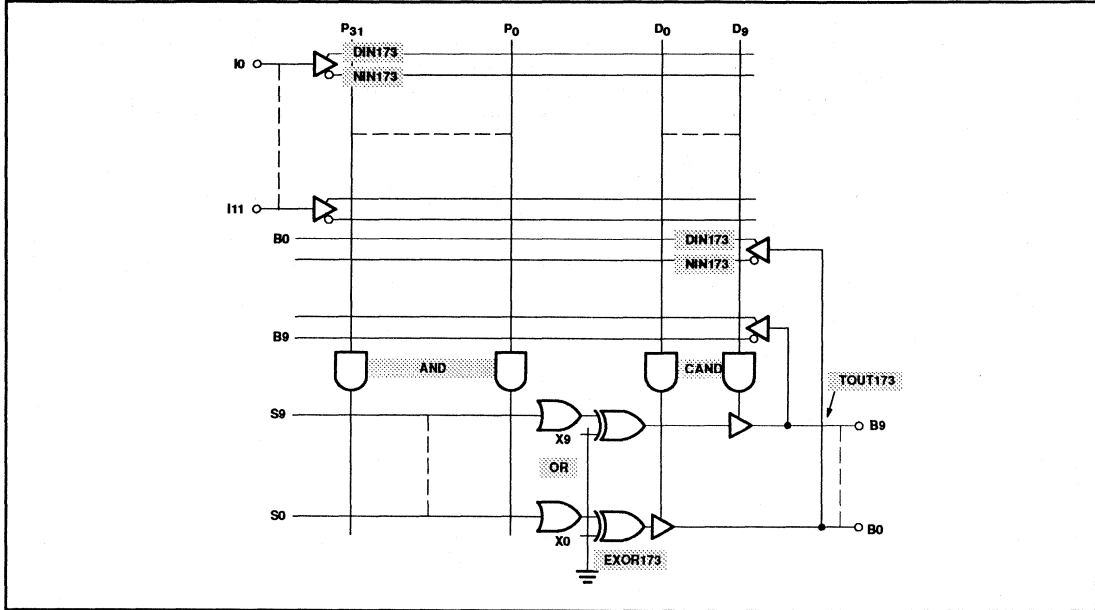 P31 P0 D0 D9
DIN173
I0
NIN173
I11
B0 DIN173
NIN173
B9
AND CAND
TOUT173
S9 B9
X9
OR
S0 B0
X0
EXOR173